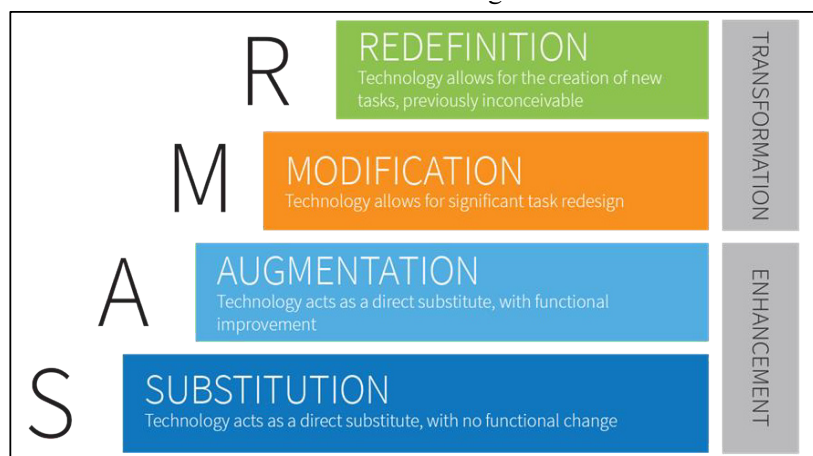 R
REDEFINITION
Technology allows for the creation of new
tasks, previously inconceivable
TRANSFORMATION
M
MODIFICATION
Technology allows for significant task redesign
A
AUGMENTATION
Technology acts as a direct substitute, with functional
improvement
ENHANCEMENT
S
SUBSTITUTION
Technology acts as a direct substitute, with no functional change